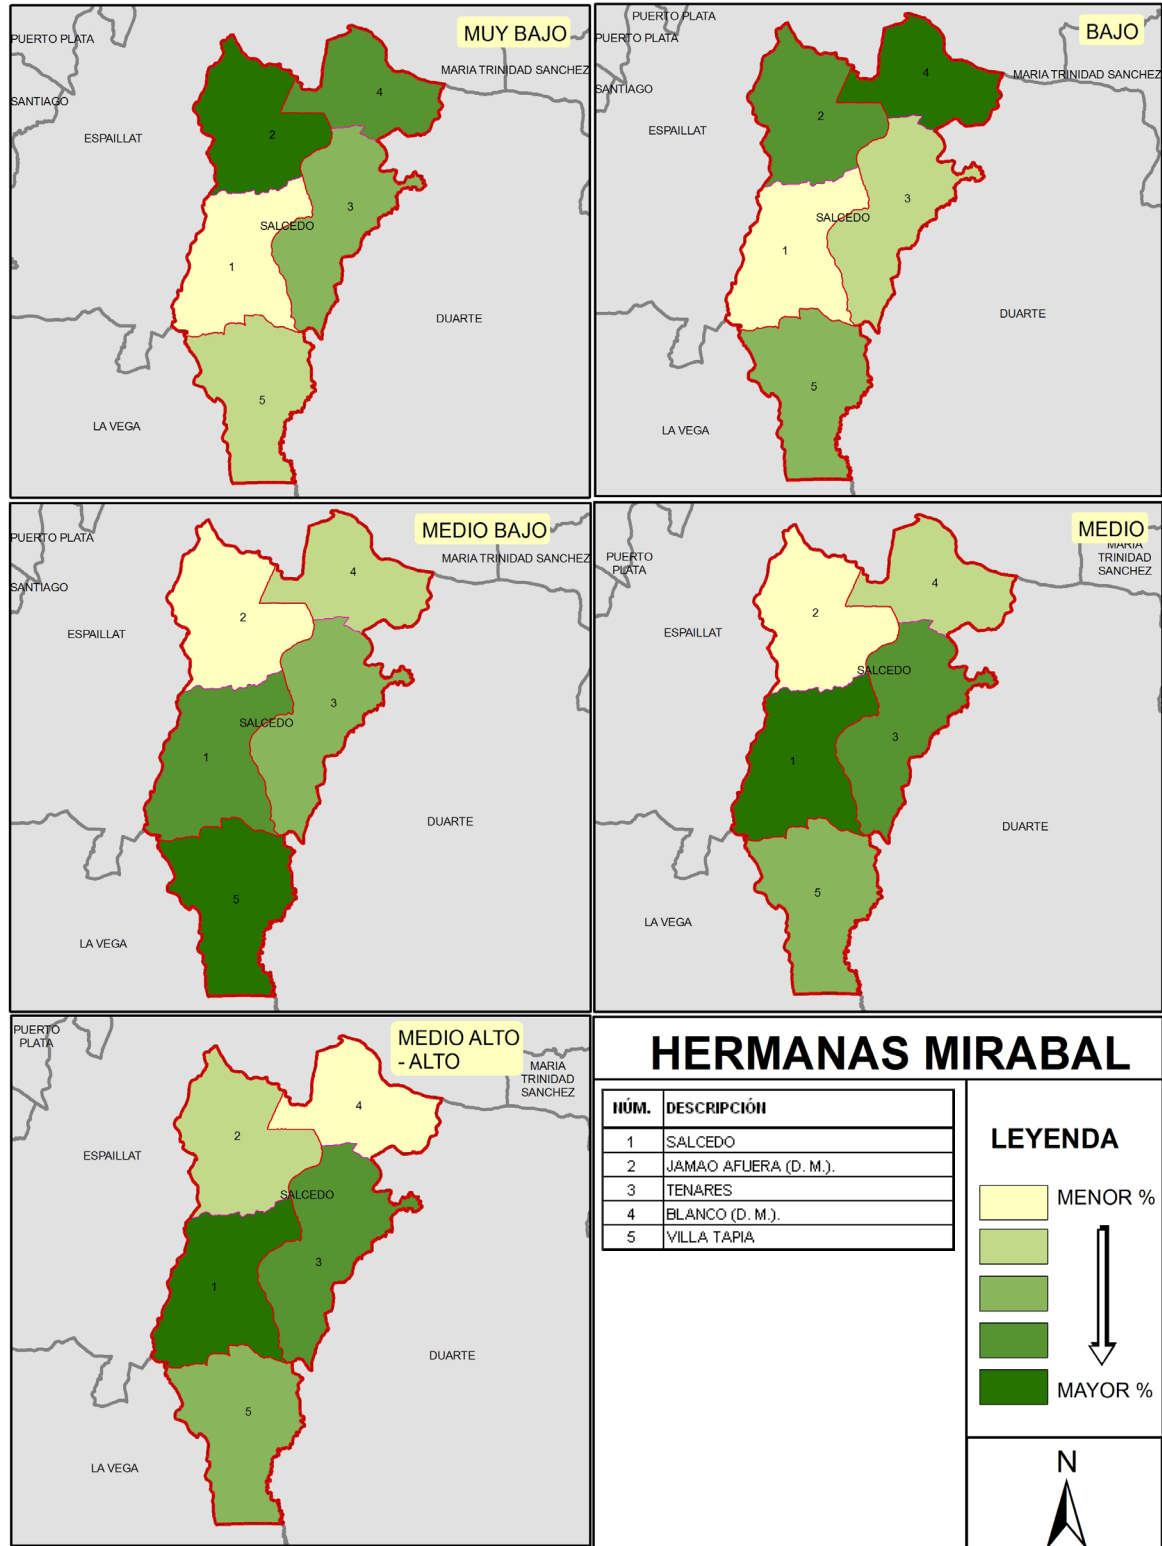 MUY BAJO
PUERTO PLATA
MARIA TRINIDAD SANCHEZ
SANTIAGO
ESPAILLAT
4
2
3
SALCEDO
1
DUARTE
5
LA VEGA
BAJO
PUERTO PLATA
PUERTO PLATA
MARIA TRINIDAD SANCHEZ
SANTIAGO
ESPAILLAT
4
2
3
SALCEDO
1
DUARTE
5
LA VEGA
MEDIO BAJO
PUERTO PLATA
MARIA TRINIDAD SANCHEZ
SANTIAGO
ESPAILLAT
4
2
3
SALCEDO
1
DUARTE
5
LA VEGA
MEDIO
MARIA
TRINIDAD
SANCHEZ
PUERTO
PLATA
ESPAILLAT
4
2
SALCEDO
3
1
DUARTE
5
LA VEGA
MEDIO ALTO
- ALTO
PUERTO
PLATA
MARIA
TRINIDAD
SANCHEZ
ESPAILLAT
4
2
SALCEDO
3
1
DUARTE
5
LA VEGA
HERMANAS MIRABAL
NÚM. DESCRIPCIÓN
1 SALCEDO
2 JAMAO AFUERA (D. M.).
3 TENARES
4 BLANCO (D. M.).
5 VILLA TAPIA
LEYENDA
MENOR %
MAYOR %
N